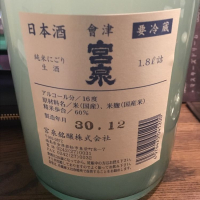 日本酒
會津
要冷蔵
純米にごり
生酒
宮泉
1.8ℓ詰
アルコール分/16度
原材料名/米(国産)、米麹(国産米)
精米歩合/60%
製造年月
30.12
宮泉銘醸株式会社